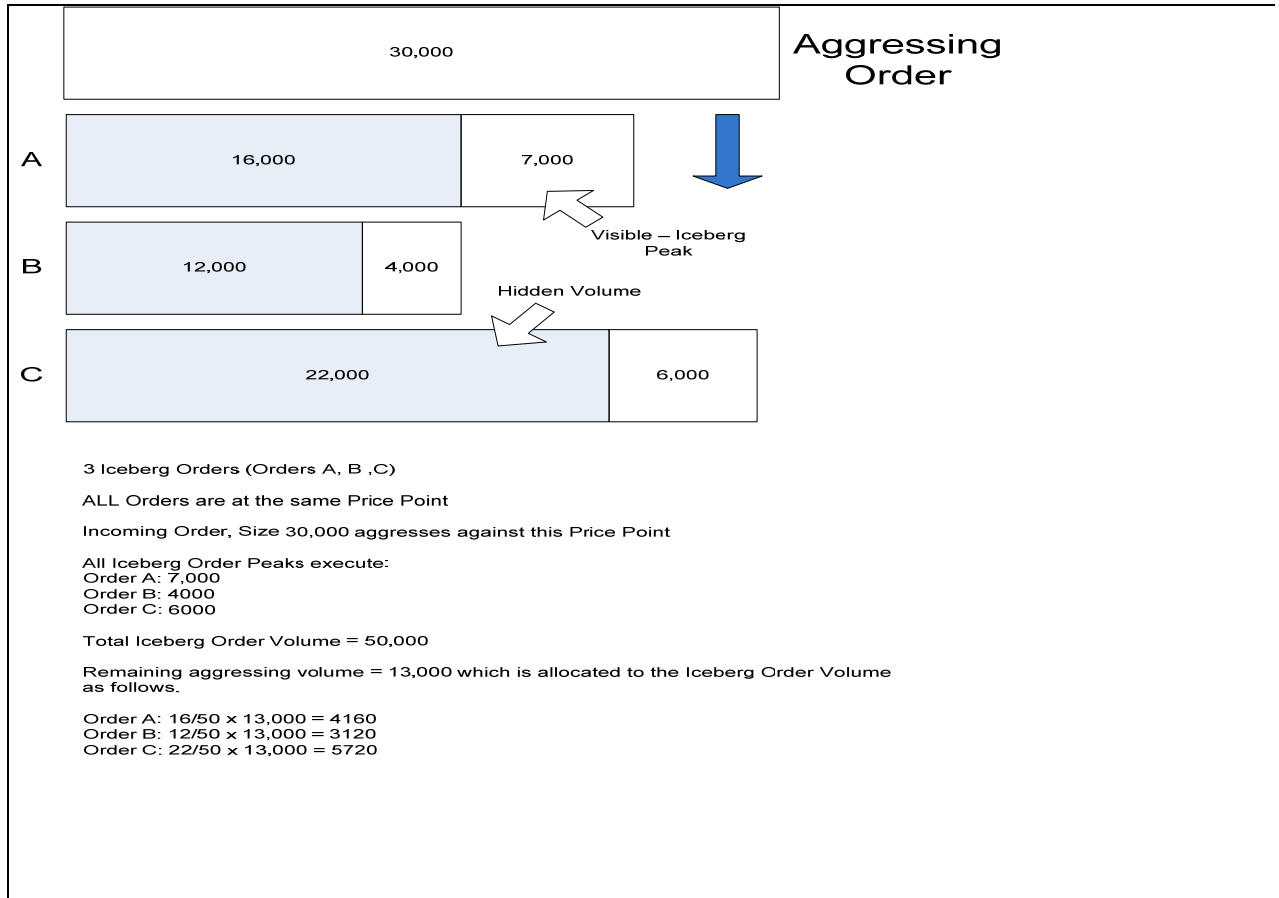 30,000
Aggressing
Order
A
16,000
7,000
Visible – Iceberg
Peak
B
12,000
4,000
Hidden Volume
C
22,000
6,000
3 Iceberg Orders (Orders A, B ,C)
ALL Orders are at the same Price Point
Incoming Order, Size 30,000 aggresses against this Price Point
All Iceberg Order Peaks execute:
Order A: 7,000
Order B: 4000
Order C: 6000
Total Iceberg Order Volume = 50,000
Remaining aggressing volume = 13,000 which is allocated to the Iceberg Order Volume
as follows.
Order A: 16/50 x 13,000 = 4160
Order B: 12/50 x 13,000 = 3120
Order C: 22/50 x 13,000 = 5720